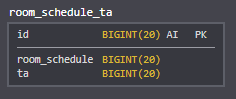 room_schedule_ta
id BIGINT(20) AI PK
room_schedule BIGINT(20)
ta BIGINT(20)